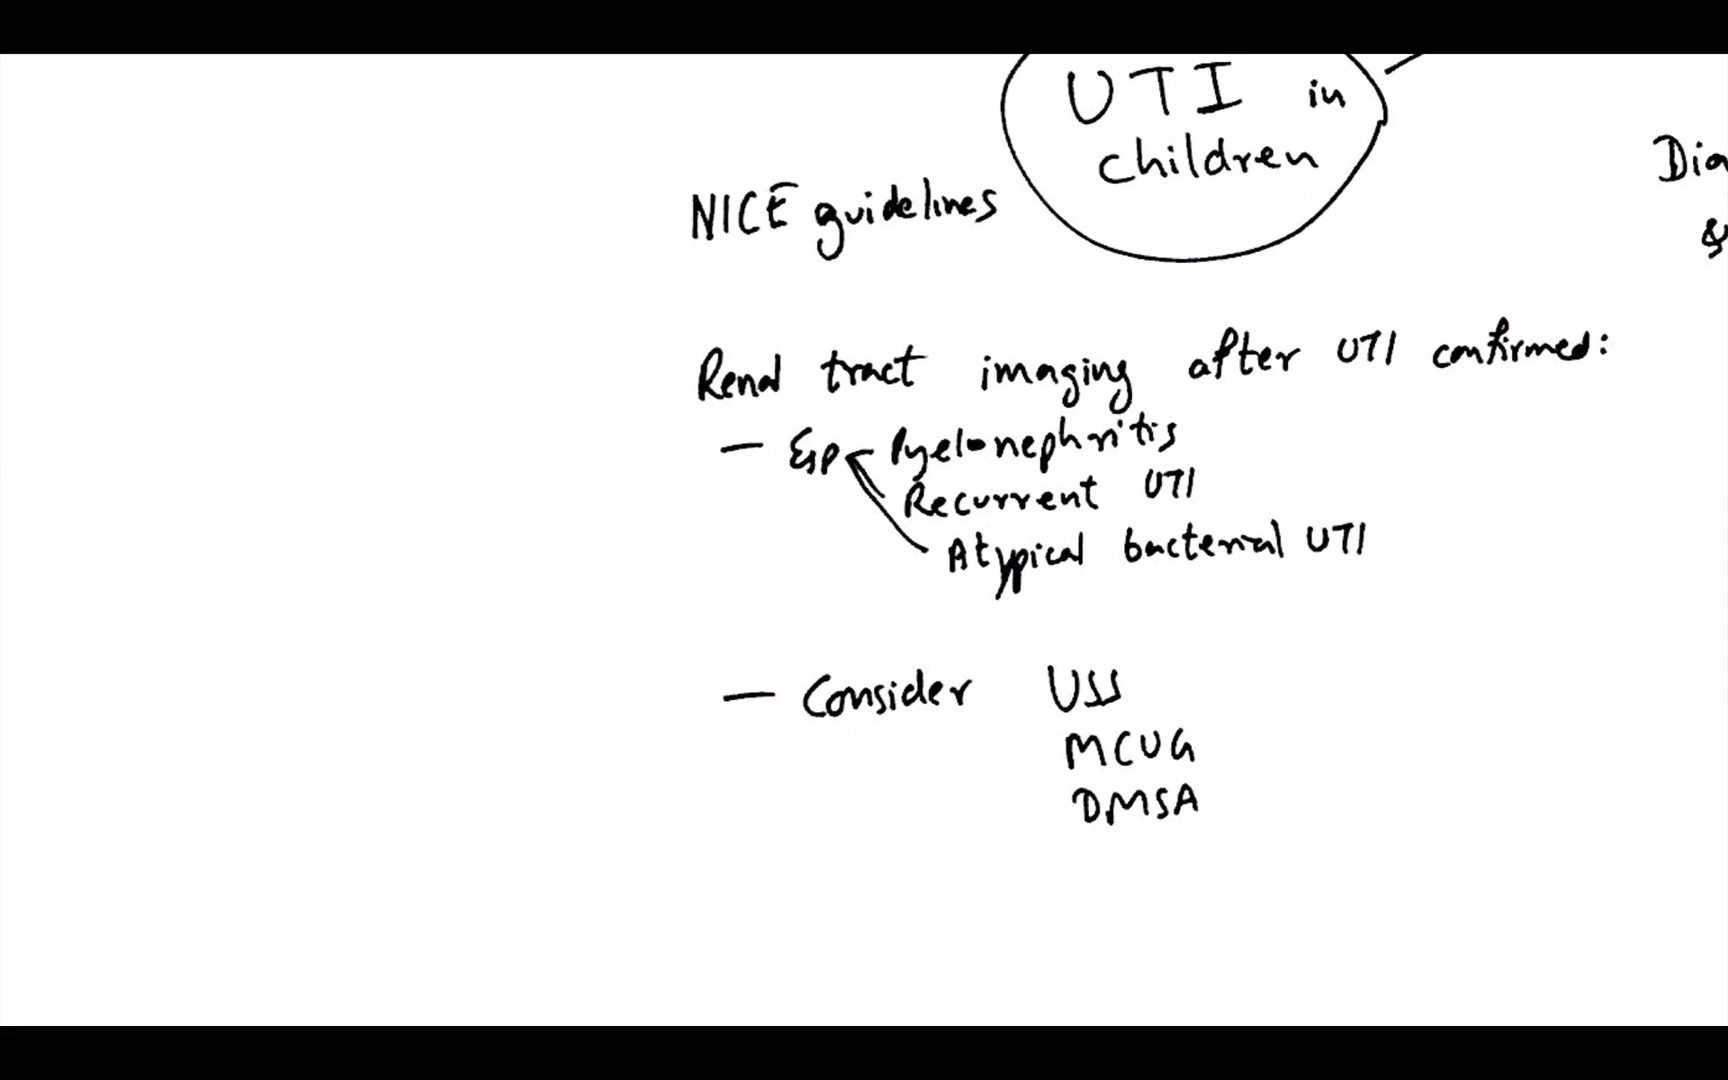 UTI in
children
NICE guidelines
Dia
&
Renal tract imaging after UTI confirmed:
— Esp Pyelonephritis
Recurrent UTI
Atypical bacterial UTI
— Consider USS
MCUG
DMSA